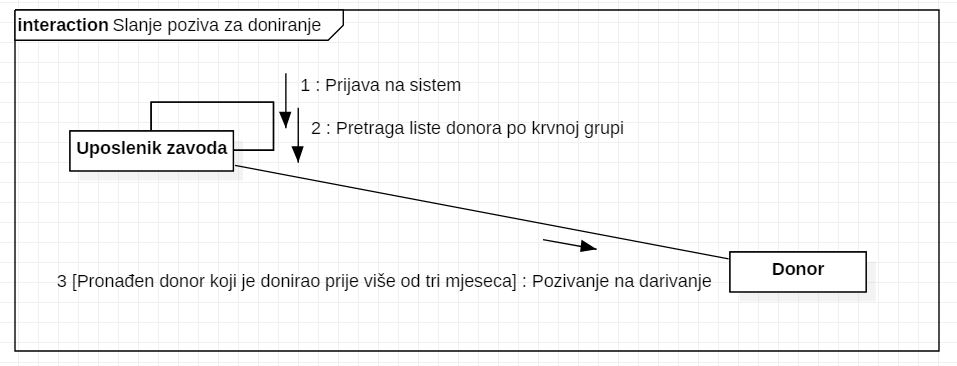 interaction Slanje poziva za doniranje
1 : Prijava na sistem
2 : Pretraga liste donora po krvnoj grupi
Uposlenik zavoda
Donor
3 [Pronađen donor koji je donirao prije više od tri mjeseca] : Pozivanje na darivanje